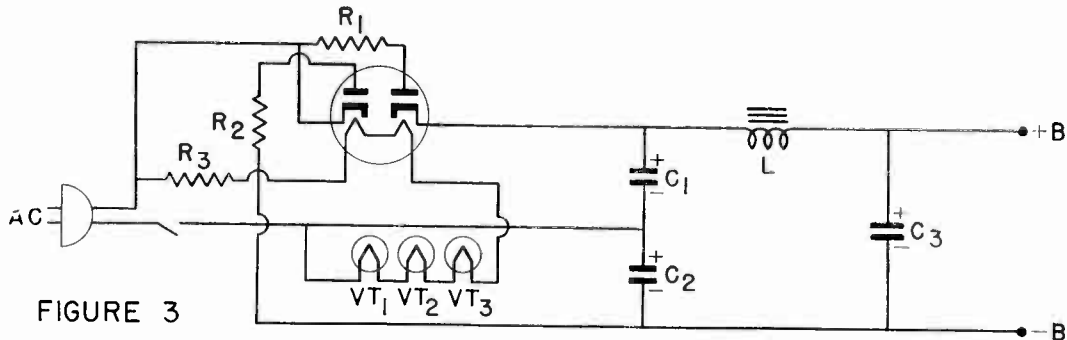 R1
R2
R3
AC
+
-
C1
L
+B
+
-
C2
+
-
C3
VT1 VT2 VT3
FIGURE 3
-B